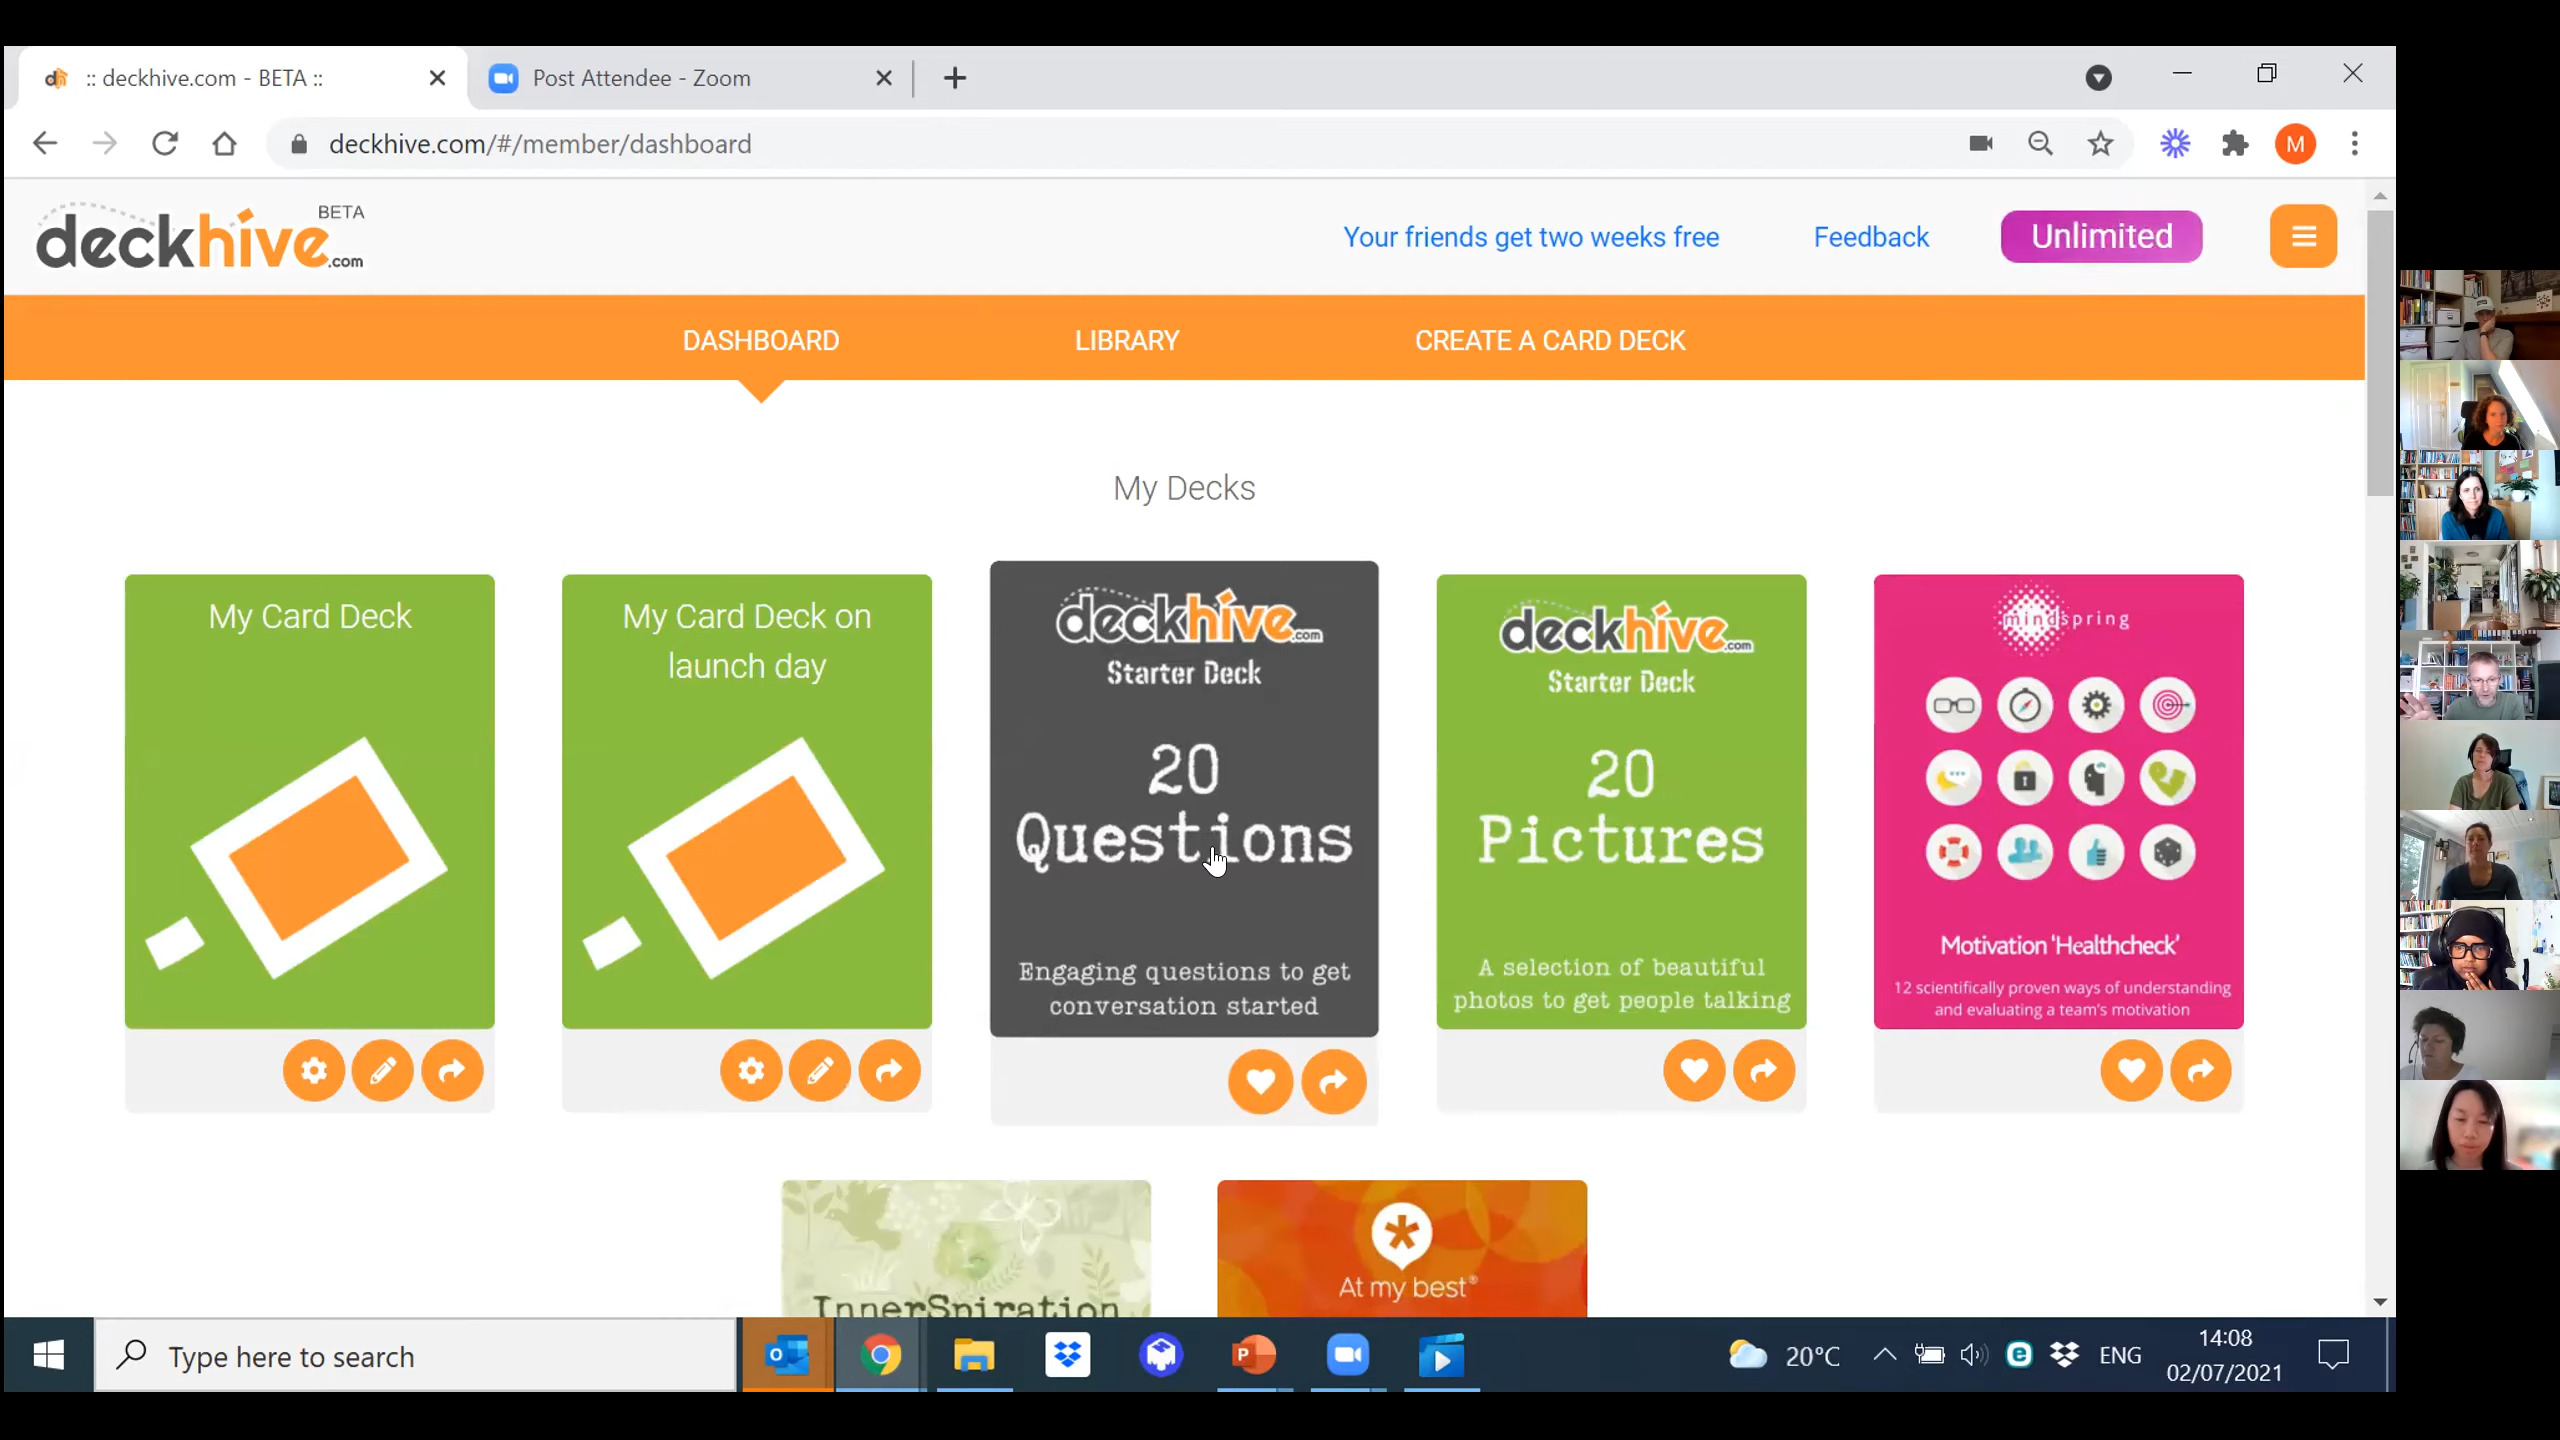 :: deckhive.com - BETA ::
Post Attendee - Zoom
deckhive.com/#/member/dashboard
M
deckhive.com BETA
Your friends get two weeks free
Feedback
Unlimited
DASHBOARD
LIBRARY
CREATE A CARD DECK
My Decks
My Card Deck
My Card Deck on
launch day
deckhive.com
Starter Deck
20
Questions
Engaging questions to get
conversation started
deckhive.com
Starter Deck
20
Pictures
A selection of beautiful
photos to get people talking
mindspring
Motivation 'Healthcheck'
12 scientifically proven ways of understanding
and evaluating a team's motivation
InnerSpiration
At my best®
Type here to search
20°C
ENG
14:08
02/07/2021